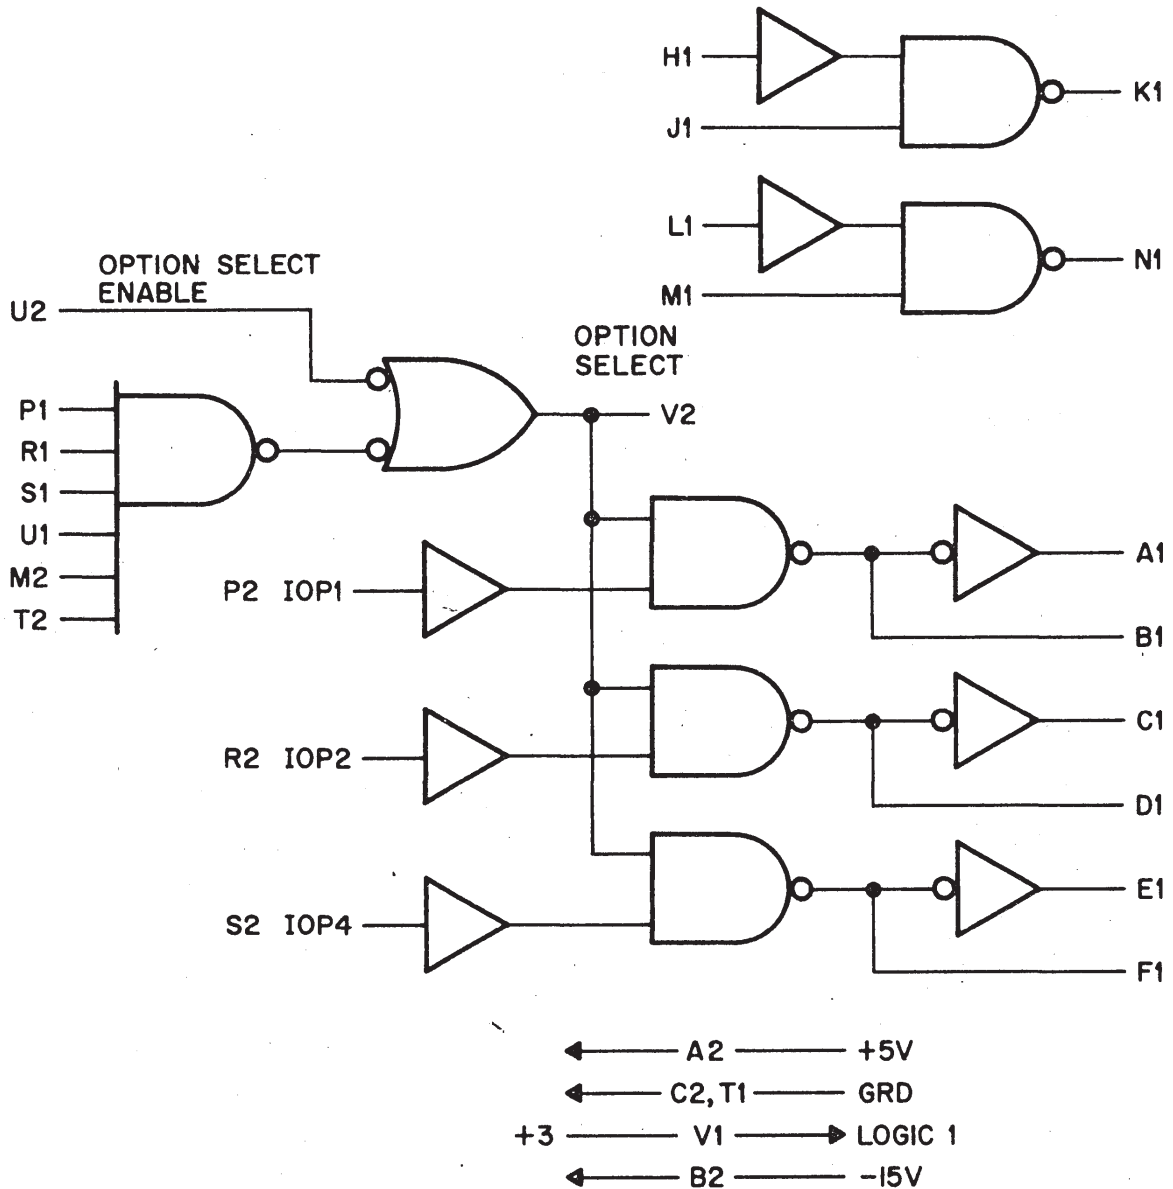 H1
K1
J1
L1
N1
M1
OPTION SELECT
ENABLE
U2
OPTION
SELECT
V2
P1
R1
S1
U1
M2
T2
P2 IOP1
A1
B1
R2 IOP2
C1
D1
S2 IOP4
E1
F1
A2 +5V
C2, T1 GRD
+3 V1 LOGIC 1
B2 -15V